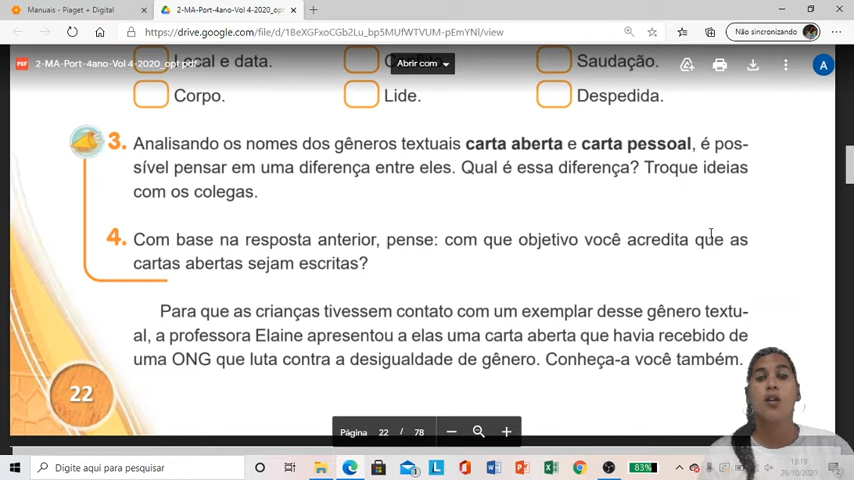 Manuais - Piaget + Digital
2-MA-Port-4ano-Vol 4-2020_opt.p
https://drive.google.com/file/d/1BeXGFxoCGb2Lu_bp5MUfWTVUM-pEmYNl/view
Não sincronizando
Local e data.
Saudação.
PDF
2-MA-Port-4ano-Vol 4-2020_opt.pdf
Abrir com
A
Corpo.
Lide.
Despedida.
3. Analisando os nomes dos gêneros textuais carta aberta e carta pessoal, é pos-
sível pensar em uma diferença entre eles. Qual é essa diferença? Troque ideias
com os colegas.
4. Com base na resposta anterior, pense: com que objetivo você acredita que as
cartas abertas sejam escritas?
Para que as crianças tivessem contato com um exemplar desse gênero textu-
al, a professora Elaine apresentou a elas uma carta aberta que havia recebido de
uma ONG que luta contra a desigualdade de gênero. Conheça-a você também.
22
Página 22 / 78
Digite aqui para pesquisar
83%
13:19
26/10/2020